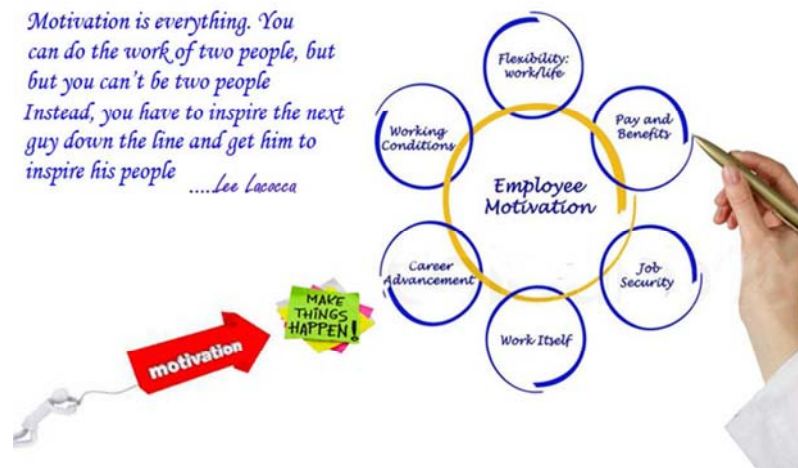 Motivation is everything. You
can do the work of two people, but
but you can't be two people
Instead, you have to inspire the next
guy down the line and get him to
inspire his people
.....Lee Lacocca
Flexibility:
work/life
Working
Conditions
Pay and
Benefits
Employee
Motivation
Career
Advancement
Job
Security
Work Itself
MAKE
THINGS
HAPPEN!
motivation